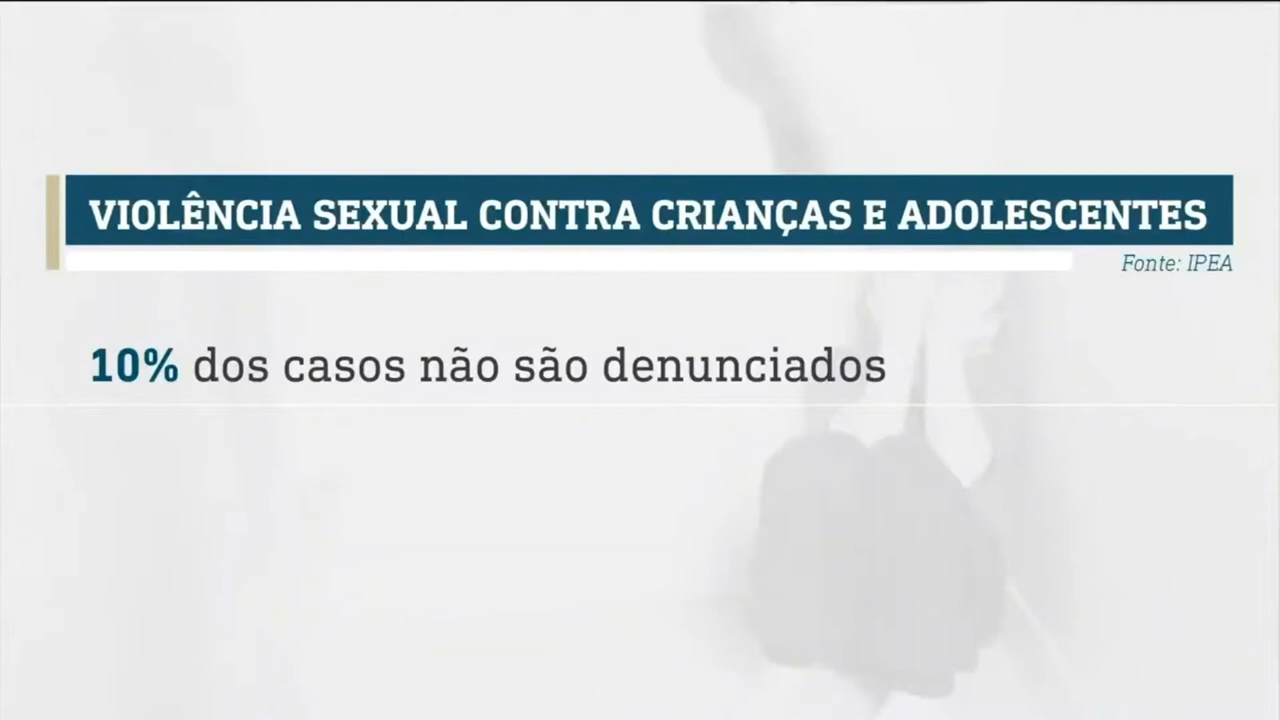 VIOLÊNCIA SEXUAL CONTRA CRIANÇAS E ADOLESCENTES
Fonte: IPEA
10% dos casos não são denunciados